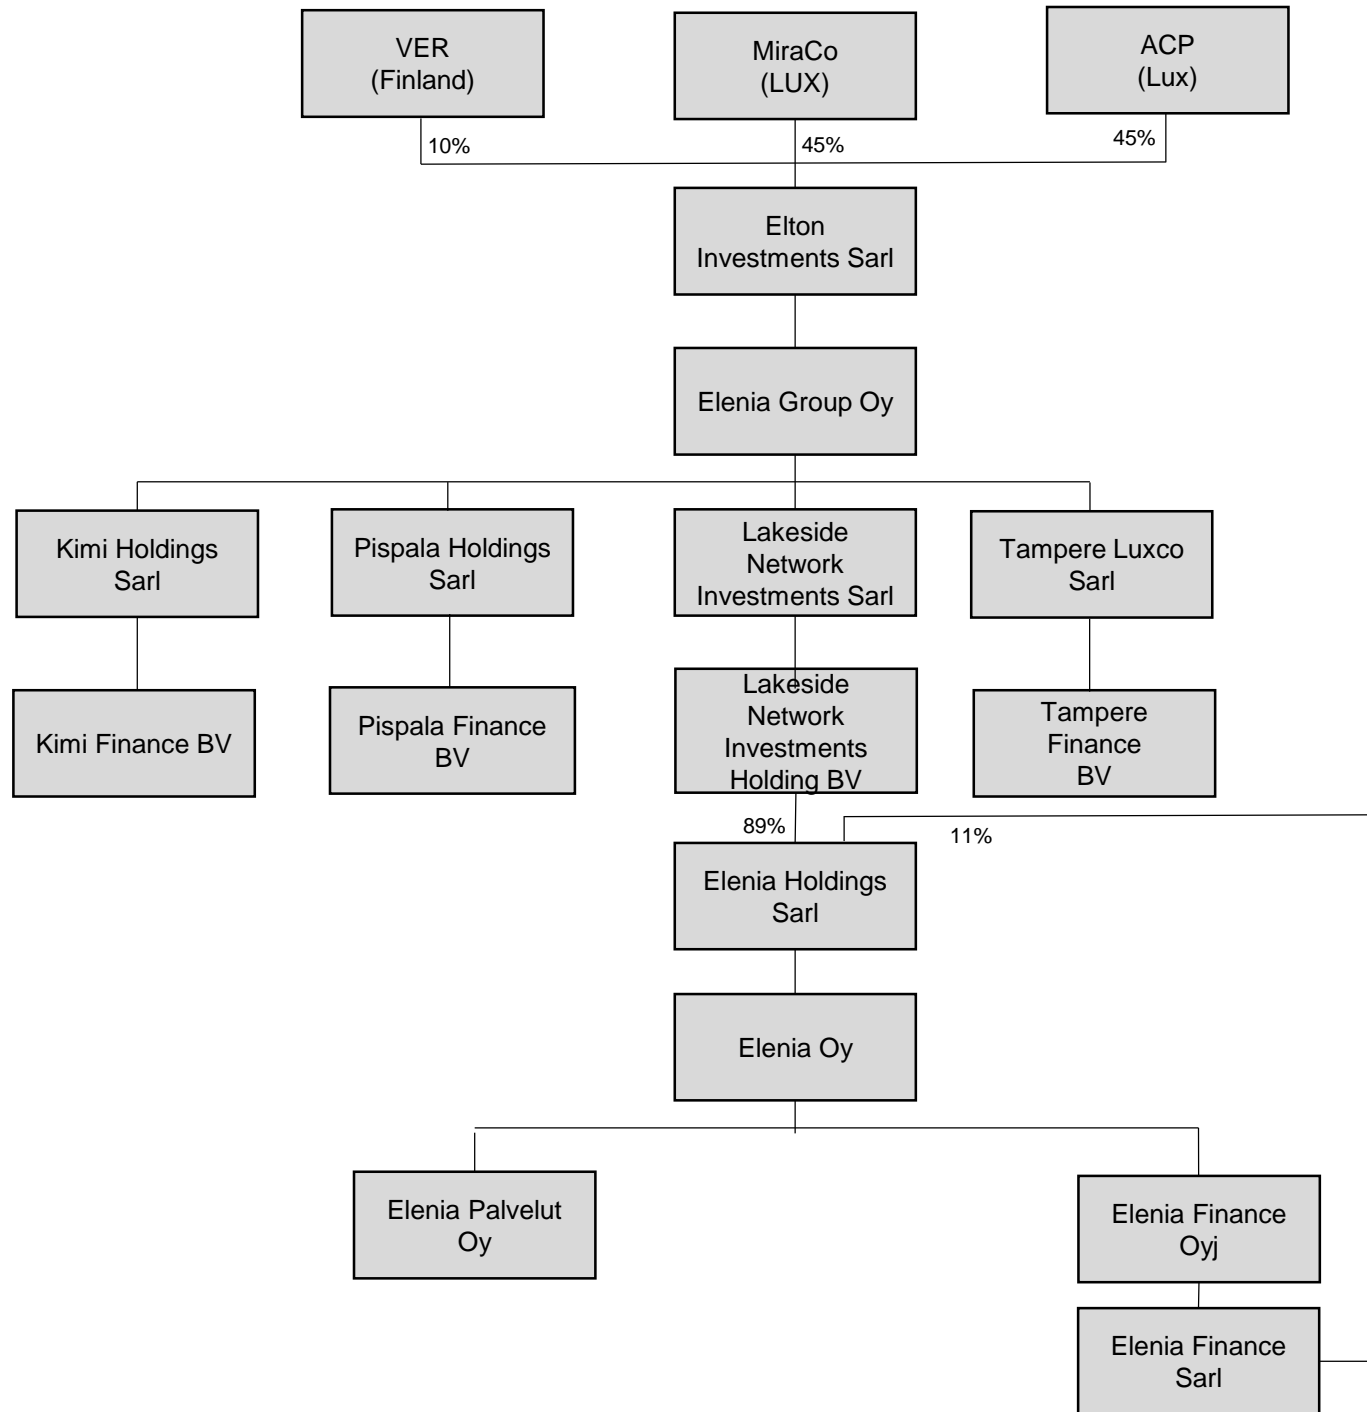 VER
(Finland)
MiraCo
(LUX)
ACP
(Lux)
10%
45%
45%
Elton
Investments Sarl
Elenia Group Oy
Kimi Holdings
Sarl
Pispala Holdings
Sarl
Lakeside
Network
Investments Sarl
Tampere Luxco
Sarl
Kimi Finance BV
Pispala Finance
BV
Lakeside
Network
Investments
Holding BV
Tampere
Finance
BV
89%
11%
Elenia Holdings
Sarl
Elenia Oy
Elenia Palvelut
Oy
Elenia Finance
Oyj
Elenia Finance
Sarl